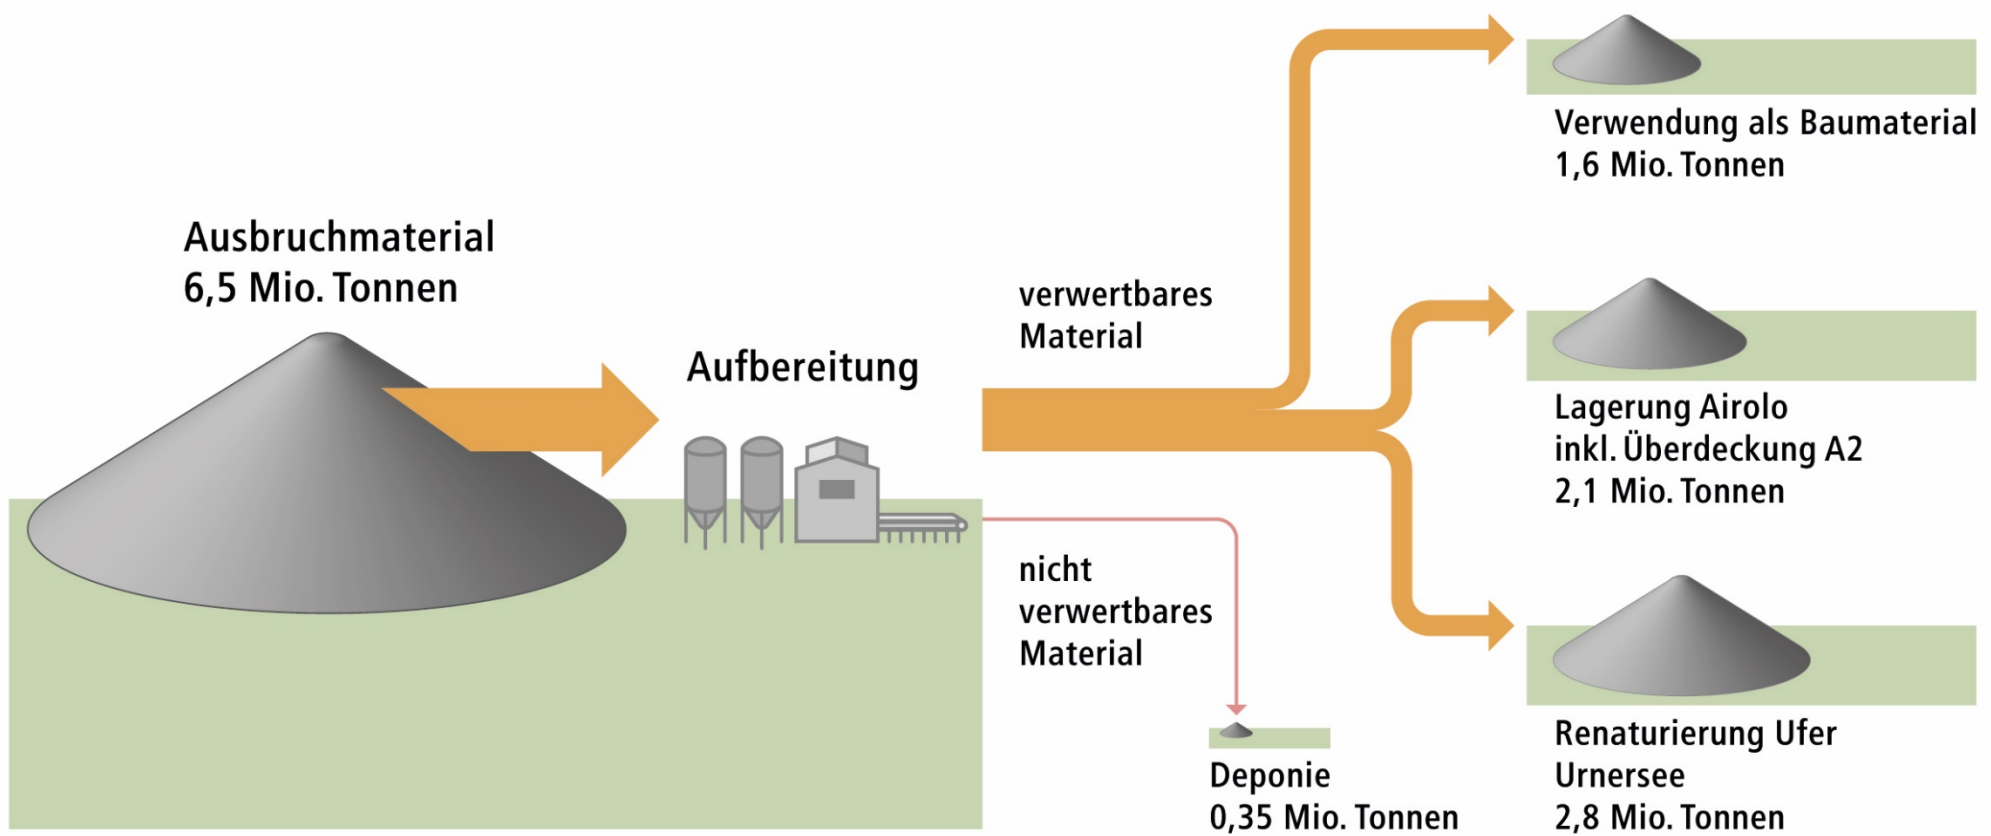 Ausbruchmaterial
6,5 Mio. Tonnen
Aufbereitung
verwertbares
Material
nicht
verwertbares
Material
Deponie
0,35 Mio. Tonnen
Verwendung als Baumaterial
1,6 Mio. Tonnen
Lagerung Airolo
inkl. Überdeckung A2
2,1 Mio. Tonnen
Renaturierung Ufer
Urnersee
2,8 Mio. Tonnen